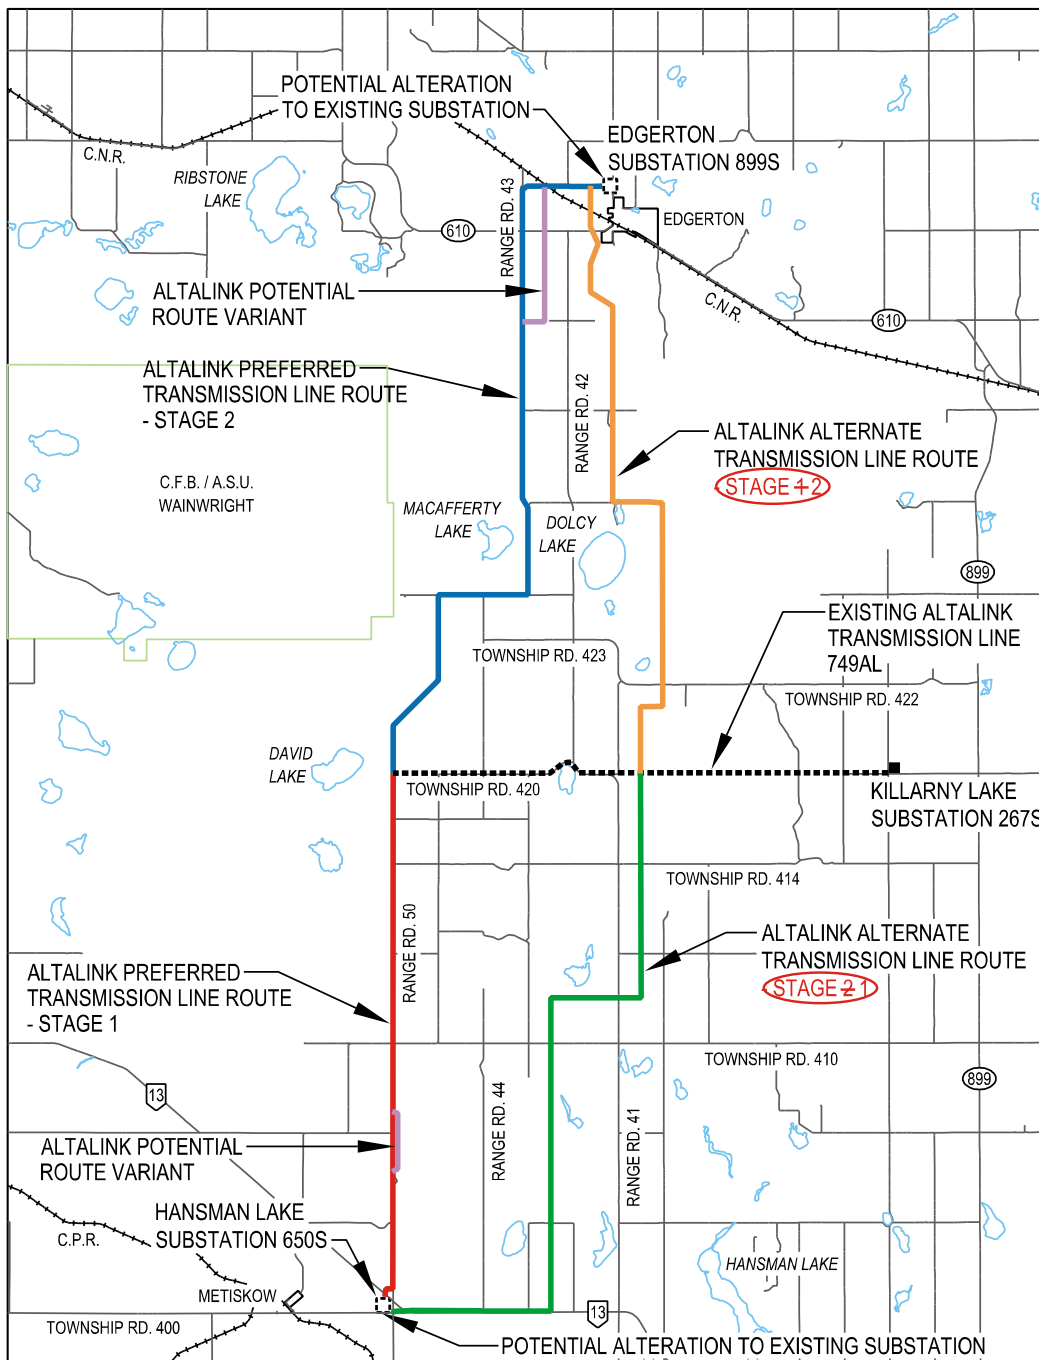 POTENTIAL ALTERATION
TO EXISTING SUBSTATION
EDGERTON
SUBSTATION 899S
C.N.R.
RIBSTONE
LAKE
RANGE RD. 43
EDGERTON
610
ALTALINK POTENTIAL
ROUTE VARIANT
C.N.R.
610
ALTALINK PREFERRED
TRANSMISSION LINE ROUTE
- STAGE 2
RANGE RD. 42
ALTALINK ALTERNATE
TRANSMISSION LINE ROUTE
- STAGE 1 2
C.F.B. / A.S.U.
WAINWRIGHT
MACAFFERTY
LAKE
DOLCY
LAKE
899
EXISTING ALTALINK
TRANSMISSION LINE
749AL
TOWNSHIP RD. 423
TOWNSHIP RD. 422
DAVID
LAKE
TOWNSHIP RD. 420
KILLARNY LAKE
SUBSTATION 267S
TOWNSHIP RD. 414
RANGE RD. 50
ALTALINK ALTERNATE
TRANSMISSION LINE ROUTE
- STAGE 2 1
ALTALINK PREFERRED
TRANSMISSION LINE ROUTE
- STAGE 1
TOWNSHIP RD. 410
899
13
RANGE RD. 44
RANGE RD. 41
ALTALINK POTENTIAL
ROUTE VARIANT
HANSMAN LAKE
SUBSTATION 650S
C.P.R.
HANSMAN LAKE
METISKOW
13
TOWNSHIP RD. 400
POTENTIAL ALTERATION TO EXISTING SUBSTATION